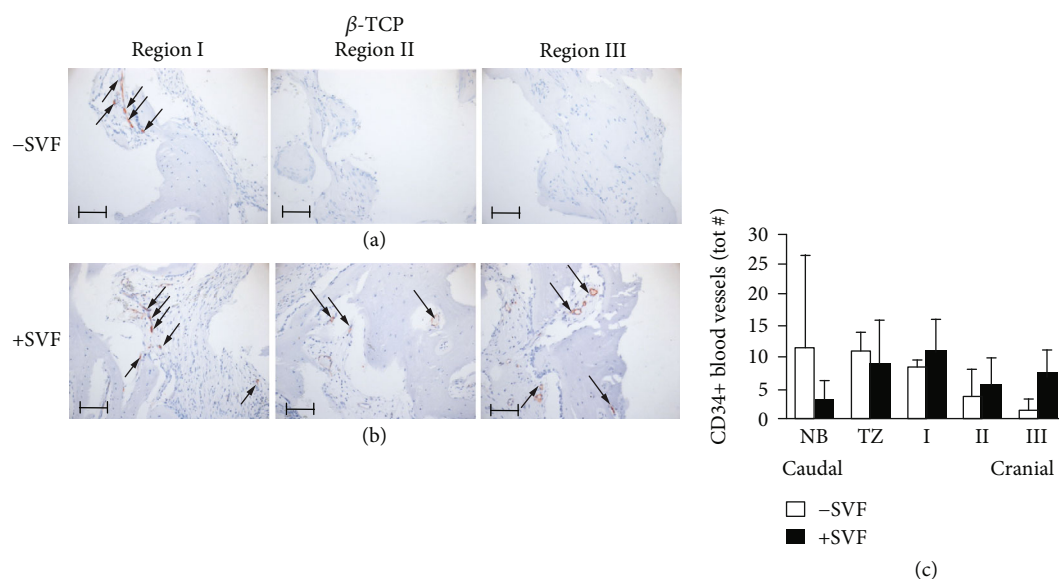 β-TCP
Region I
Region II
Region III
−SVF
(a)
+SVF
(b)
CD34+ blood vessels (tot #)
30
25
20
15
10
5
0
NB TZ I II III
Caudal Cranial
−SVF
+SVF
(c)